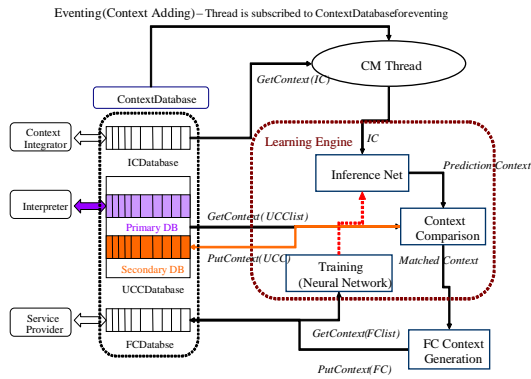 Eventing(Context Adding) – Thread is subscribed to ContextDatabaseforeventing
CM Thread
GetContext(IC)
ContextDatabase
Context
Integrator
ICDatabase
IC
Learning Engine
Inference Net
Prediction Context
Interpreter
Primary DB
GetContext(UCClist)
Context
Comparison
PutContext(UCC)
Secondary DB
Matched Context
UCCDatabase
Training
(Neural Network)
Service
Provider
FCDatabse
GetContext(FClist)
FC Context
Generation
PutContext(FC)